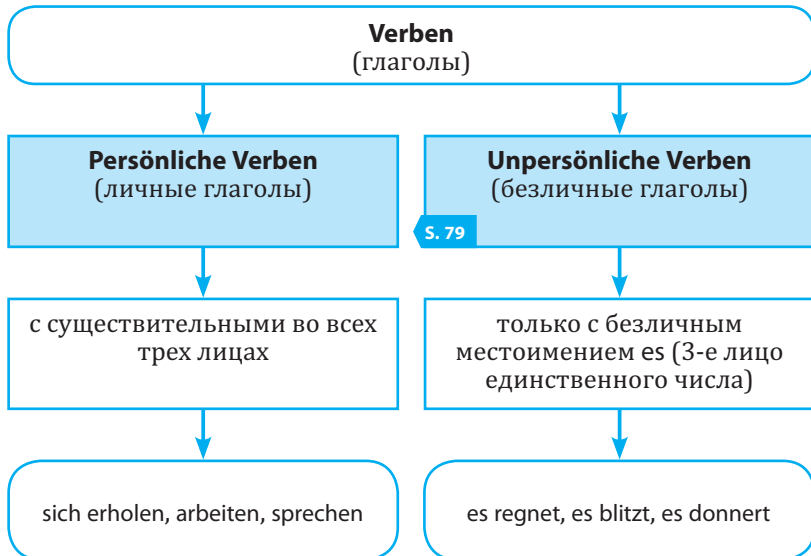 Verben
(глаголы)
Persönliche Verben
(личные глаголы)
Unpersönliche Verben
(безличные глаголы)
S. 79
с существительными во всех
трех лицах
только с безличным
местоимением es (3-е лицо
единственного числа)
sich erholen, arbeiten, sprechen
es regnet, es blitzt, es donnert